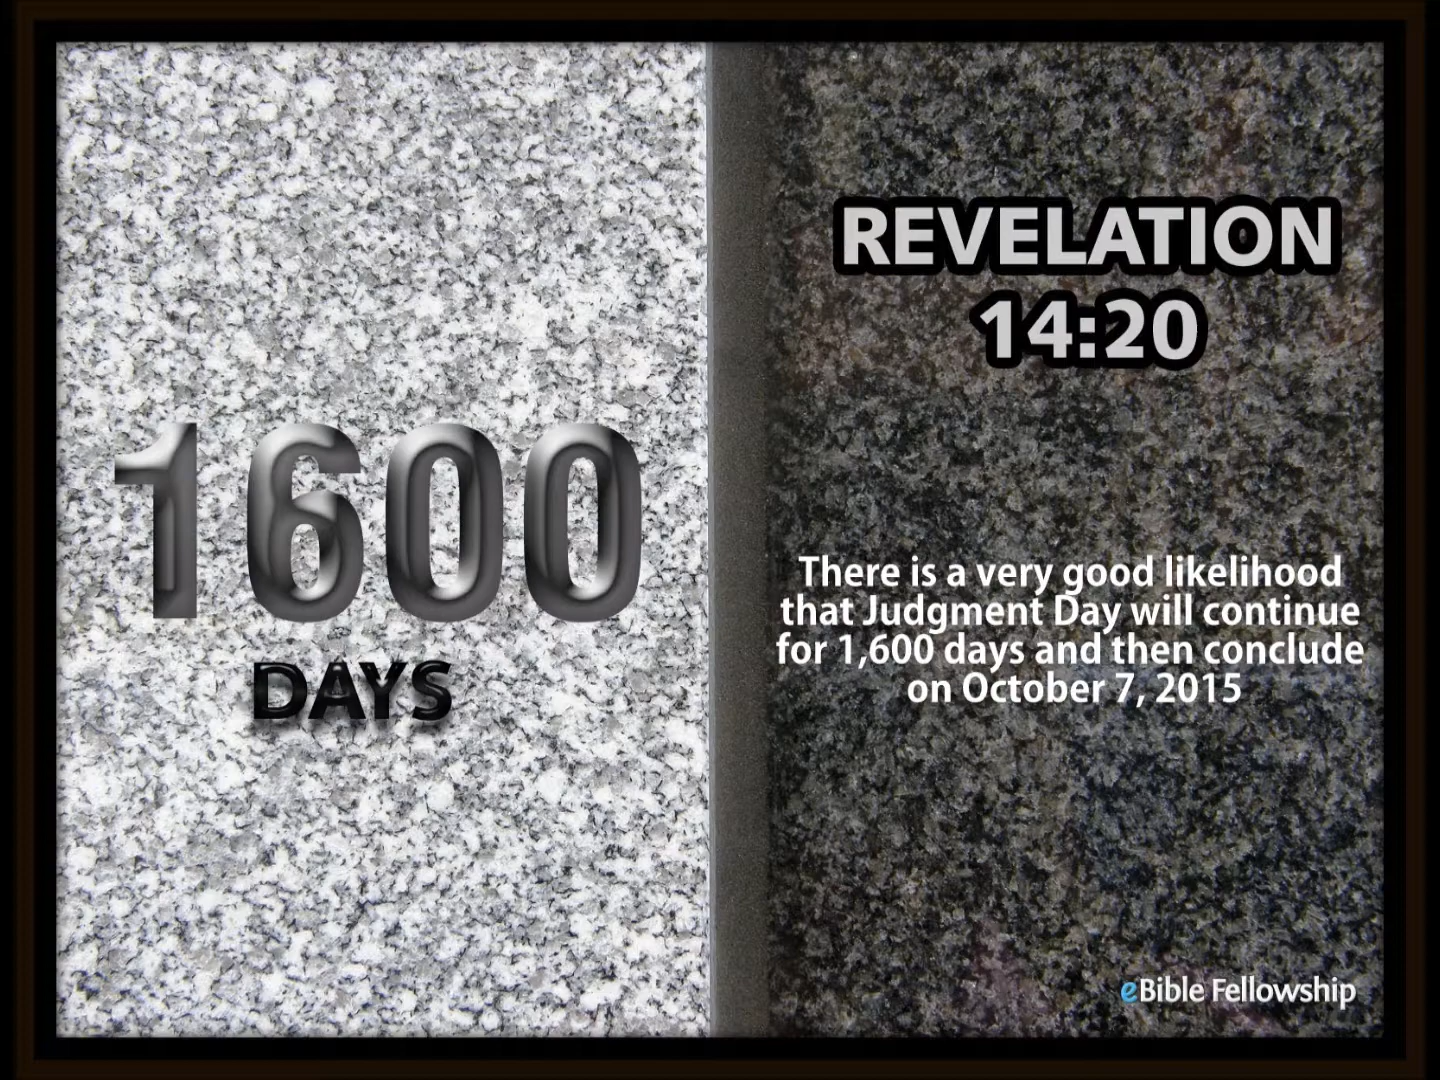 1600
DAYS
REVELATION
14:20
There is a very good likelihood
that Judgment Day will continue
for 1,600 days and then conclude
on October 7, 2015
eBible Fellowship